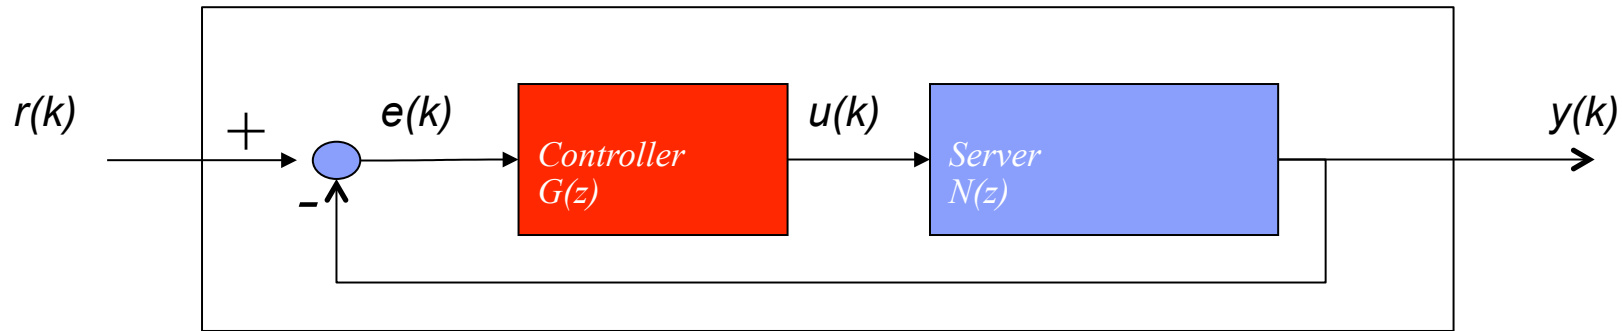 r(k)
+
e(k)
u(k)
y(k)
Controller
G(z)
Server
N(z)
-